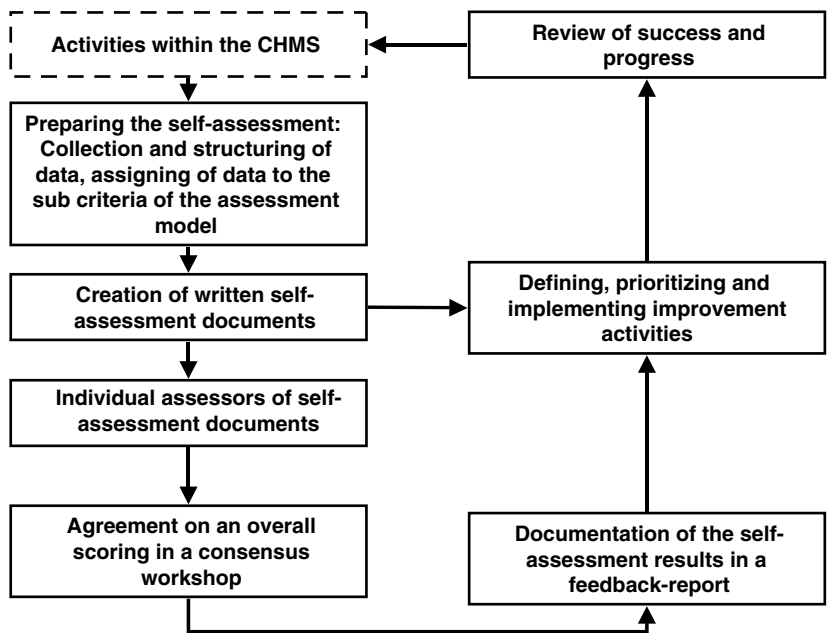 Activities within the CHMS
Review of success and
progress
Preparing the self-assessment:
Collection and structuring of
data, assigning of data to the
sub criteria of the assessment
model
Creation of written self-
assessment documents
Defining, prioritizing and
implementing improvement
activities
Individual assessors of self-
assessment documents
Agreement on an overall
scoring in a consensus
workshop
Documentation of the self-
assessment results in a
feedback-report